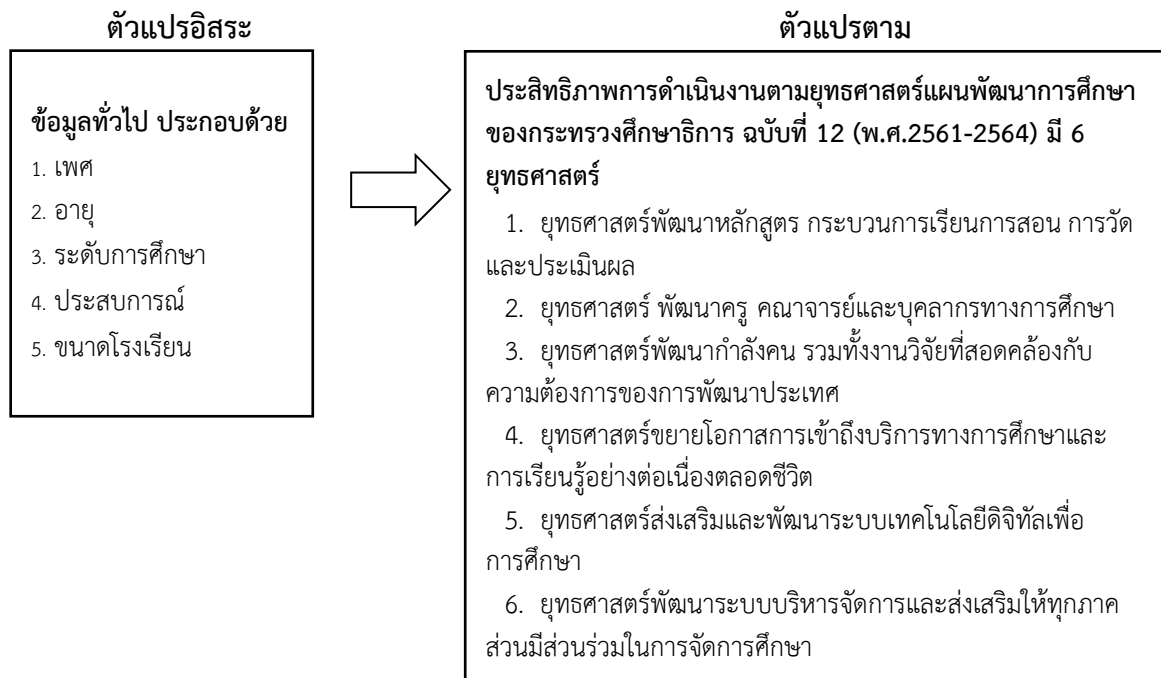 ตัวแปรอิสระ
ข้อมูลทั่วไป ประกอบด้วย
1. เพศ
2. อายุ
3. ระดับการศึกษา
4. ประสบการณ์
5. ขนาดโรงเรียน
ตัวแปรตาม
ประสิทธิภาพการดำเนินงานตามยุทธศาสตร์แผนพัฒนาการศึกษา
ของกระทรวงศึกษาธิการ ฉบับที่ 12 (พ.ศ.2561-2564) มี 6
ยุทธศาสตร์
1. ยุทธศาสตร์พัฒนาหลักสูตร กระบวนการเรียนการสอน การวัด
และประเมินผล
2. ยุทธศาสตร์ พัฒนาครู คณาจารย์และบุคลากรทางการศึกษา
3. ยุทธศาสตร์พัฒนากำลังคน รวมทั้งงานวิจัยที่สอดคล้องกับ
ความต้องการของการพัฒนาประเทศ
4. ยุทธศาสตร์ขยายโอกาสการเข้าถึงบริการทางการศึกษาและ
การเรียนรู้อย่างต่อเนื่องตลอดชีวิต
5. ยุทธศาสตร์ส่งเสริมและพัฒนาระบบเทคโนโลยีดิจิทัลเพื่อ
การศึกษา
6. ยุทธศาสตร์พัฒนาระบบบริหารจัดการและส่งเสริมให้ทุกภาค
ส่วนมีส่วนร่วมในการจัดการศึกษา